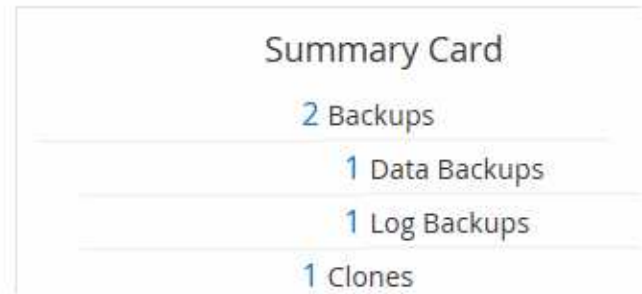 Summary Card
2 Backups
1 Data Backups
1 Log Backups
1 Clones